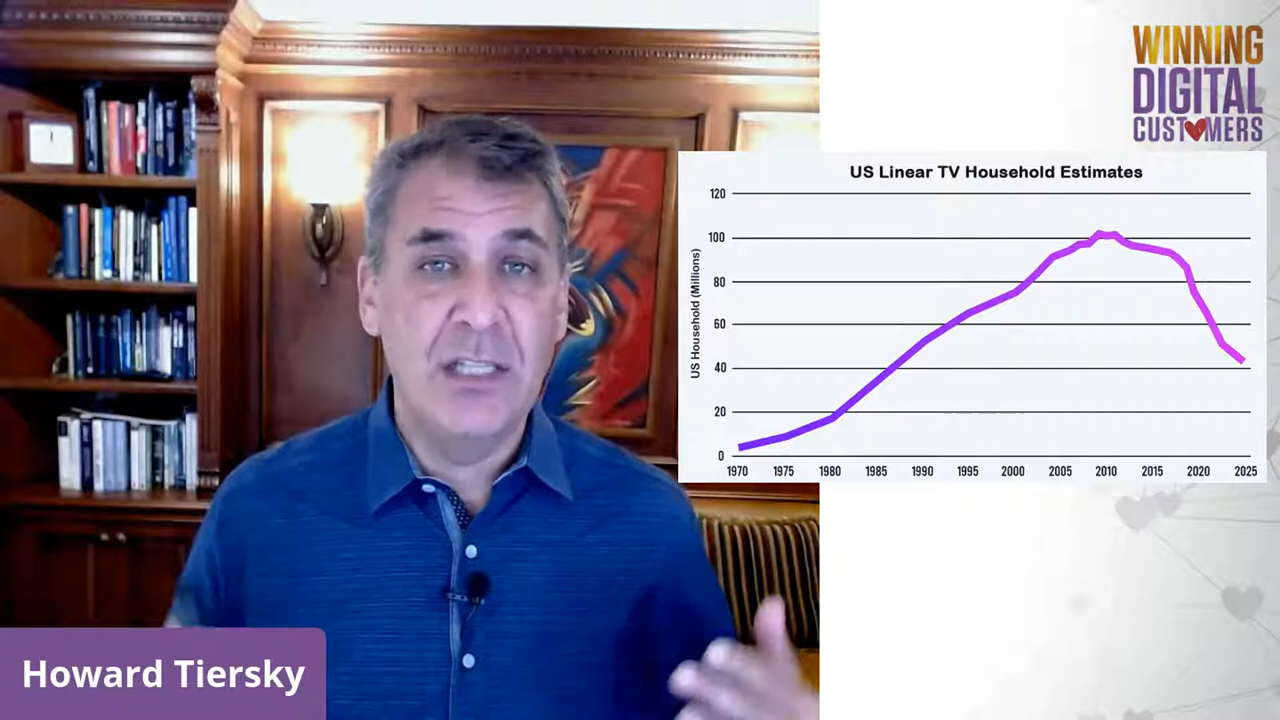 WINNING
DIGITAL
CUSTOMERS
US Linear TV Household Estimates
US Household (Millions)
120
100
80
60
40
20
0
1970 1975 1980 1985 1990 1995 2000 2005 2010 2015 2020 2025
Howard Tiersky